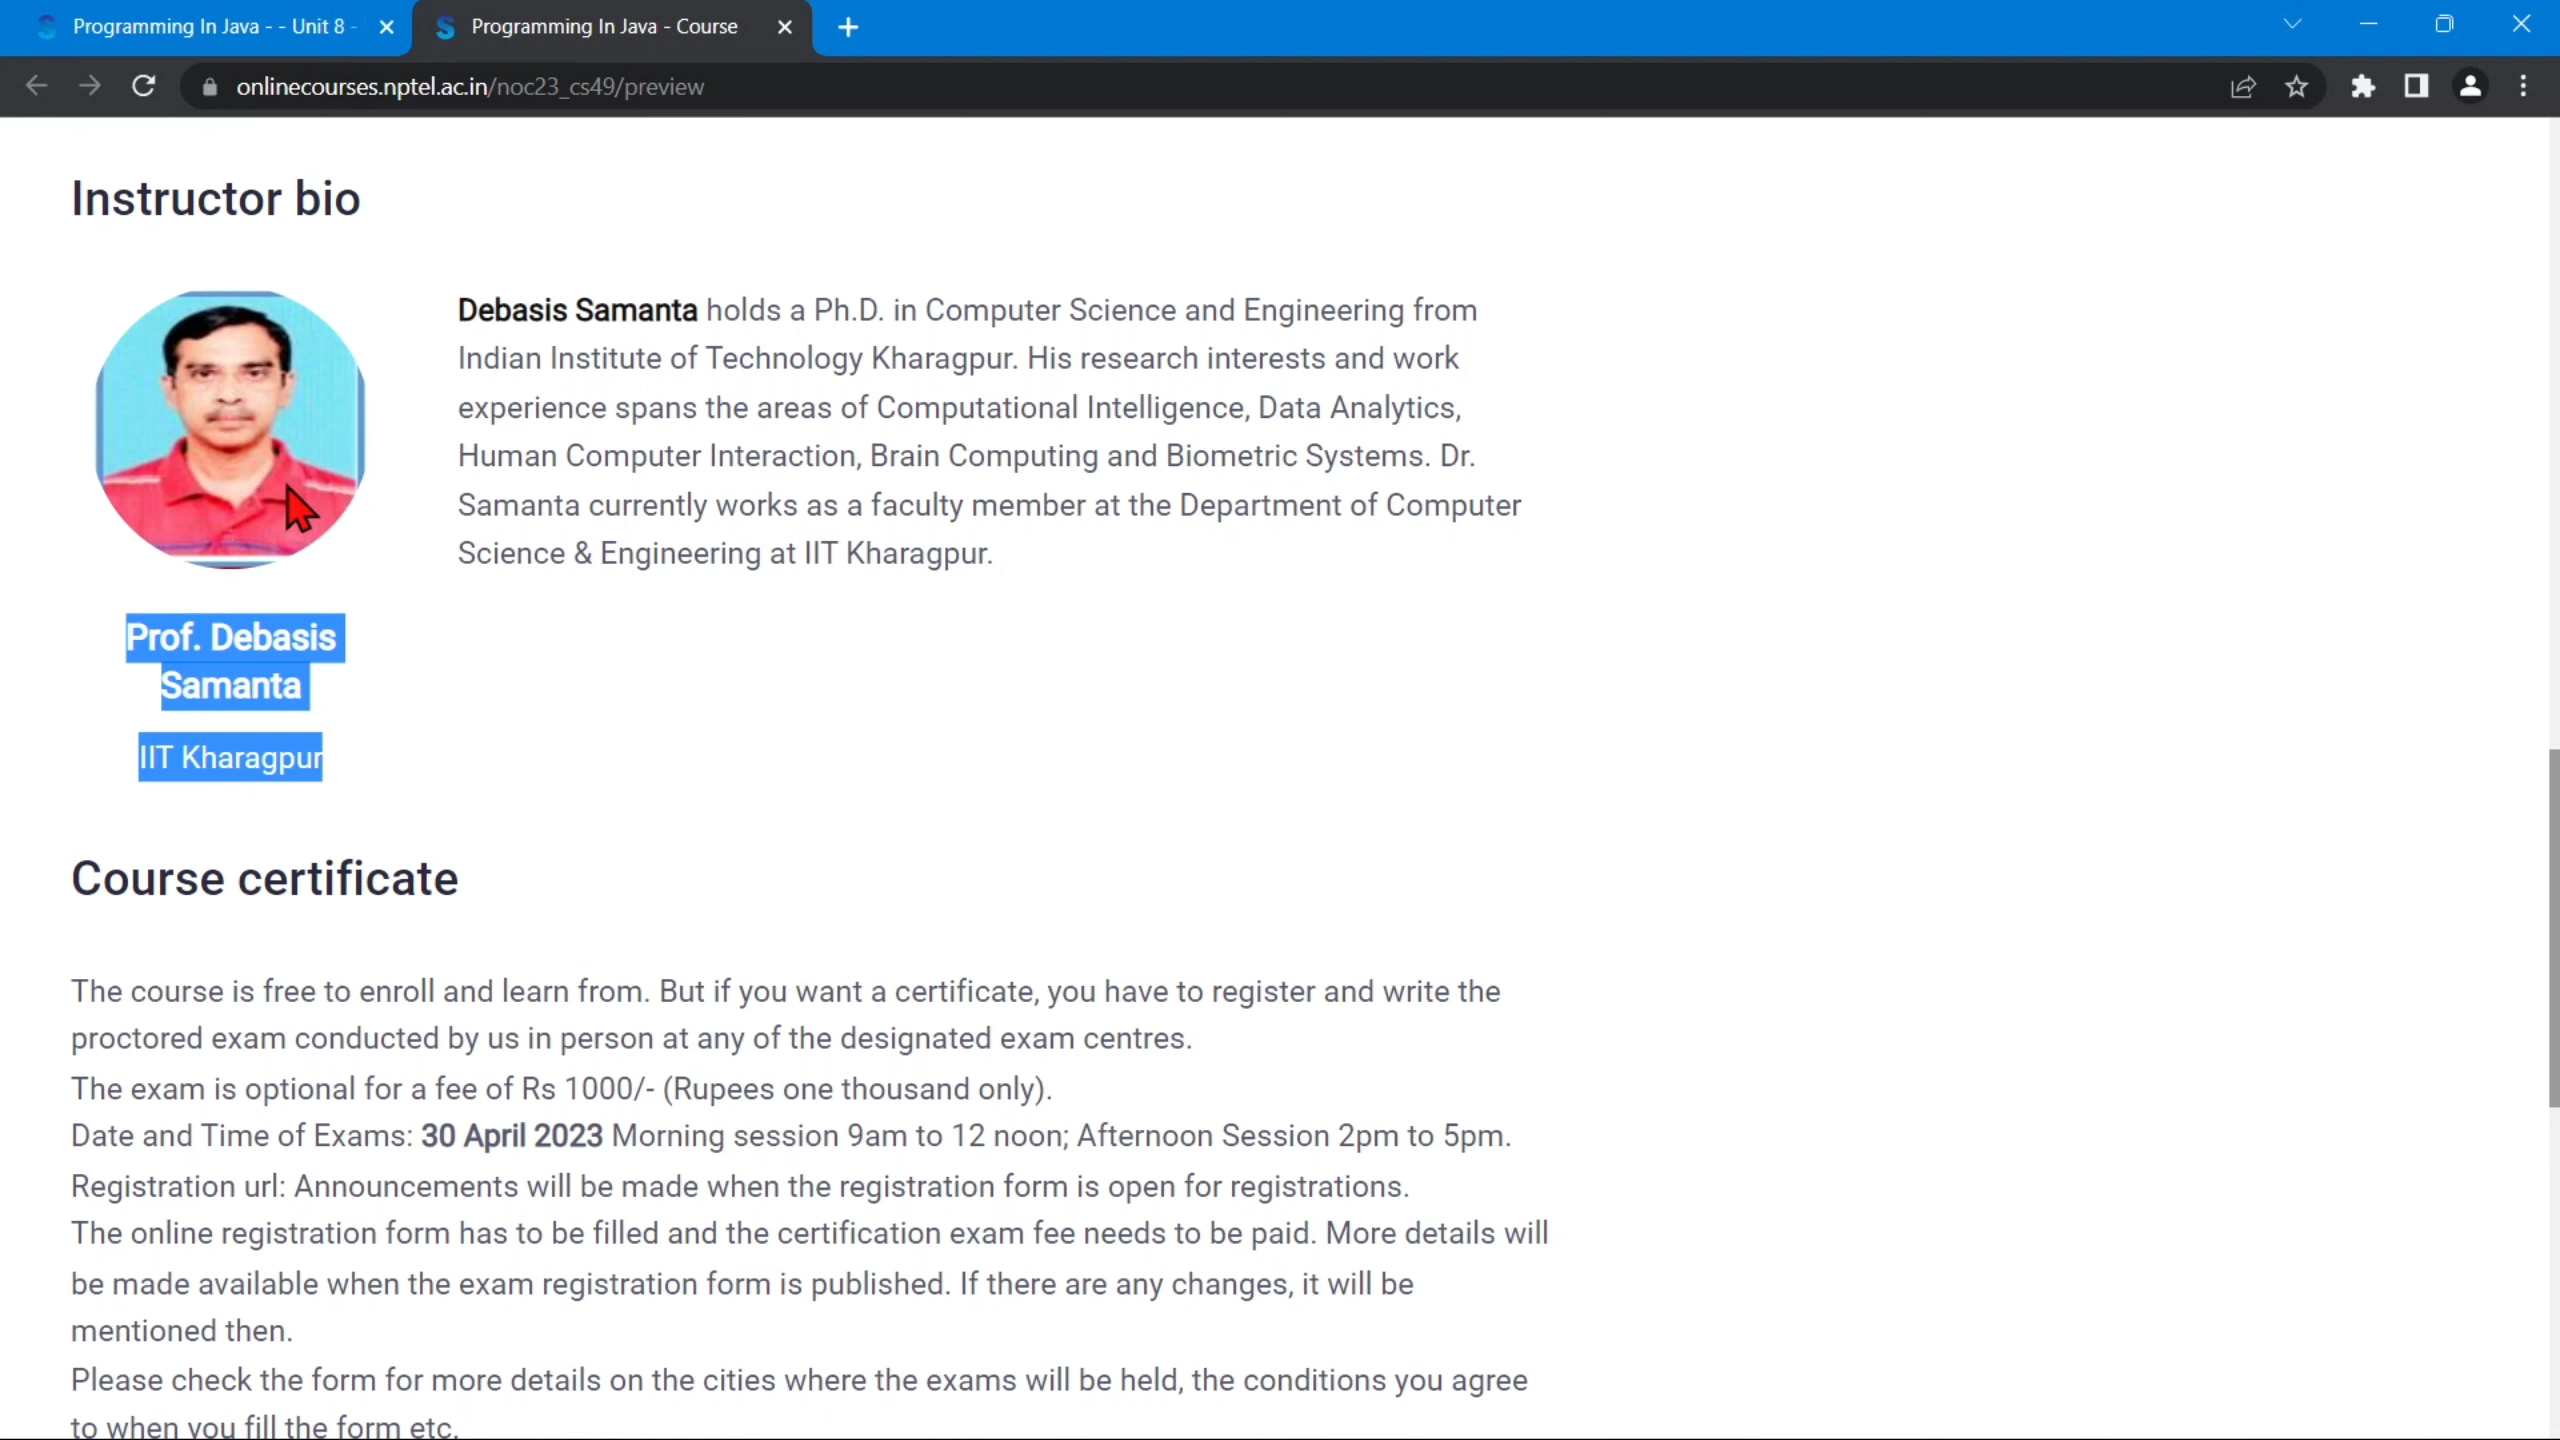 Programming In Java - - Unit 8 -
Programming In Java - Course
onlinecourses.nptel.ac.in/noc23_cs49/preview
Instructor bio
Debasis Samanta holds a Ph.D. in Computer Science and Engineering from
Indian Institute of Technology Kharagpur. His research interests and work
experience spans the areas of Computational Intelligence, Data Analytics,
Human Computer Interaction, Brain Computing and Biometric Systems. Dr.
Samanta currently works as a faculty member at the Department of Computer
Science & Engineering at IIT Kharagpur.
Prof. Debasis
Samanta
IIT Kharagpur
Course certificate
The course is free to enroll and learn from. But if you want a certificate, you have to register and write the
proctored exam conducted by us in person at any of the designated exam centres.
The exam is optional for a fee of Rs 1000/- (Rupees one thousand only).
Date and Time of Exams: 30 April 2023 Morning session 9am to 12 noon; Afternoon Session 2pm to 5pm.
Registration url: Announcements will be made when the registration form is open for registrations.
The online registration form has to be filled and the certification exam fee needs to be paid. More details will
be made available when the exam registration form is published. If there are any changes, it will be
mentioned then.
Please check the form for more details on the cities where the exams will be held, the conditions you agree
to when you fill the form etc.